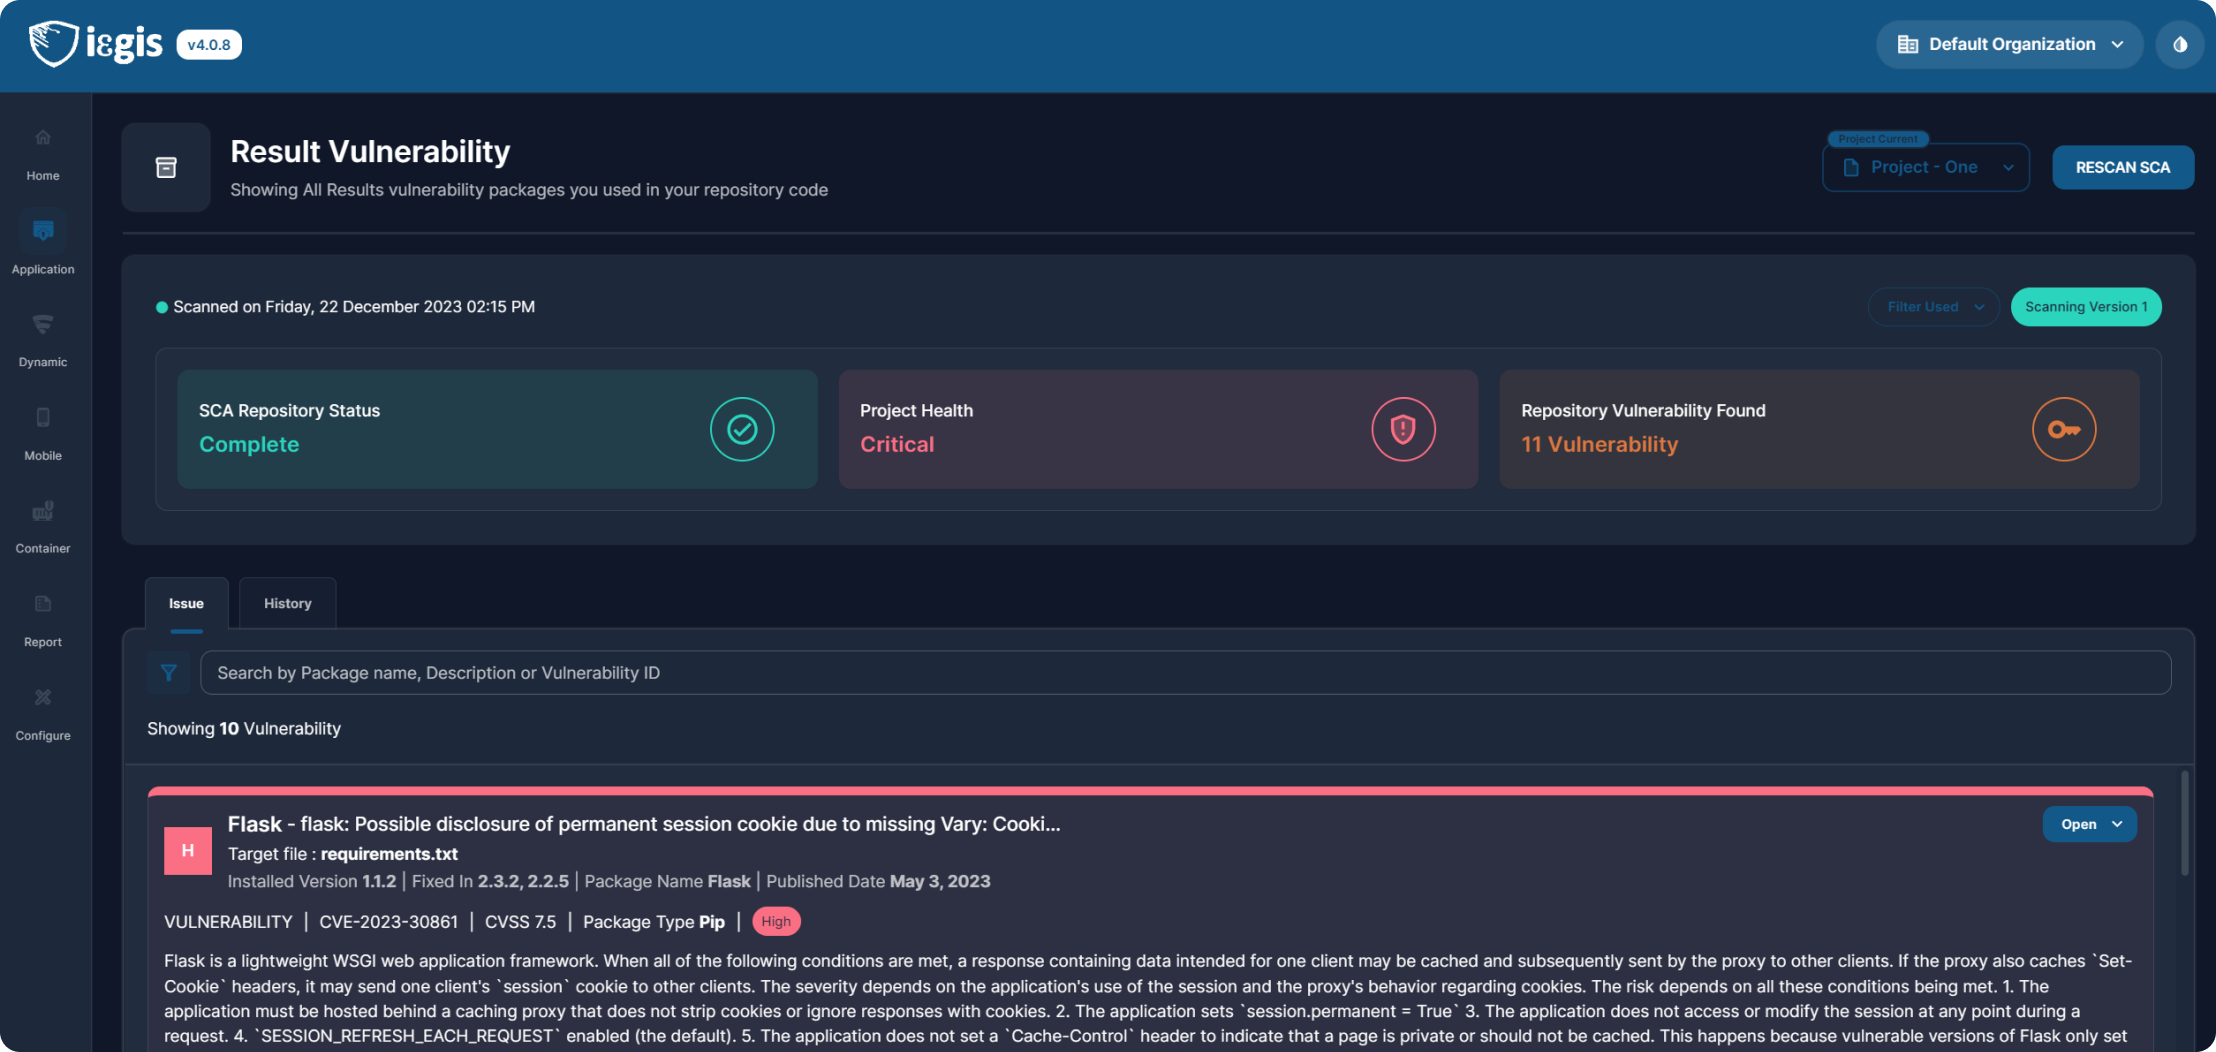 iεgis v4.0.8
Default Organization
Home
Application
Dynamic
Mobile
Container
Report
Configure
Result Vulnerability
Showing All Results vulnerability packages you used in your repository code
Project Current
Project - One
RESCAN SCA
Scanned on Friday, 22 December 2023 02:15 PM
Filter Used
Scanning Version 1
SCA Repository Status
Complete
Project Health
Critical
Repository Vulnerability Found
11 Vulnerability
Issue
History
Search by Package name, Description or Vulnerability ID
Showing 10 Vulnerability
H
Flask - flask: Possible disclosure of permanent session cookie due to missing Vary: Cooki...
Open
Target file : requirements.txt
Installed Version 1.1.2 | Fixed In 2.3.2, 2.2.5 | Package Name Flask | Published Date May 3, 2023
VULNERABILITY | CVE-2023-30861 | CVSS 7.5 | Package Type Pip | High
Flask is a lightweight WSGI web application framework. When all of the following conditions are met, a response containing data intended for one client may be cached and subsequently sent by the proxy to other clients. If the proxy also caches `Set-
Cookie` headers, it may send one client's `session` cookie to other clients. The severity depends on the application's use of the session and the proxy's behavior regarding cookies. The risk depends on all these conditions being met. 1. The
application must be hosted behind a caching proxy that does not strip cookies or ignore responses with cookies. 2. The application sets `session.permanent = True` 3. The application does not access or modify the session at any point during a
request. 4. `SESSION_REFRESH_EACH_REQUEST` enabled (the default). 5. The application does not set a `Cache-Control` header to indicate that a page is private or should not be cached. This happens because vulnerable versions of Flask only set